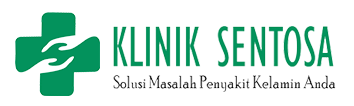 KLINIK SENTOSA
Solusi Masalah Penyakit Kelamin Anda